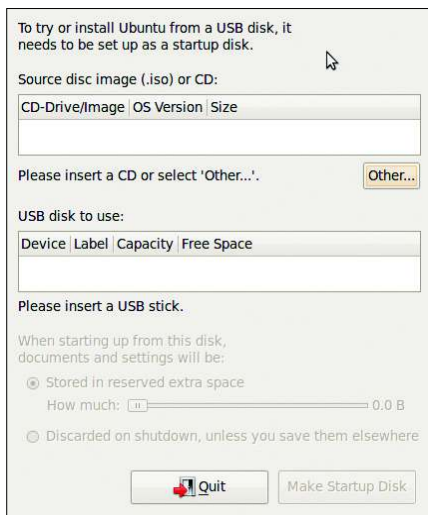 To try or install Ubuntu from a USB disk, it
needs to be set up as a startup disk.
Source disc image (.iso) or CD:
CD-Drive/Image OS Version Size
Please insert a CD or select 'Other...'. Other...
USB disk to use:
Device Label Capacity Free Space
Please insert a USB stick.
When starting up from this disk,
documents and settings will be:
Stored in reserved extra space
How much: 0.0 B
Discarded on shutdown, unless you save them elsewhere
Quit Make Startup Disk